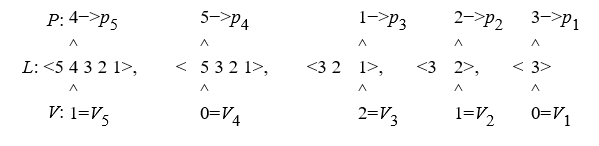 P: 4−>p5 5−>p4 1−>p3 2−>p2 3−>p1
^ ^ ^ ^ ^
L: <5 4 3 2 1>, < 5 3 2 1>, <3 2 1>, <3 2>, < 3>
^ ^ ^ ^ ^
V: 1=V5 0=V4 2=V3 1=V2 0=V1